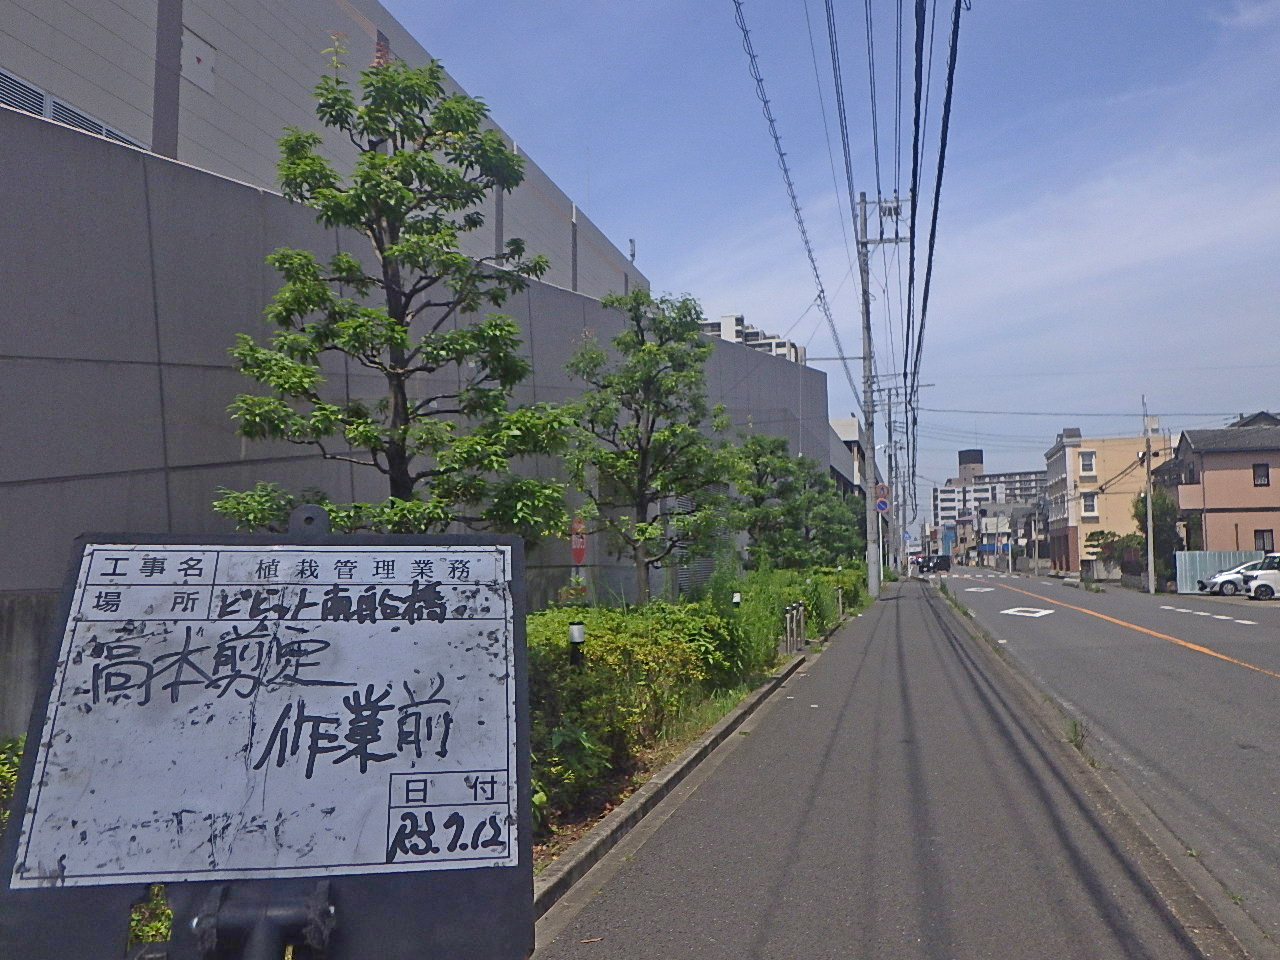 工事名 植栽管理業務
場所 ビビット南船橋
高木剪定
作業前
日付
R5.7.12